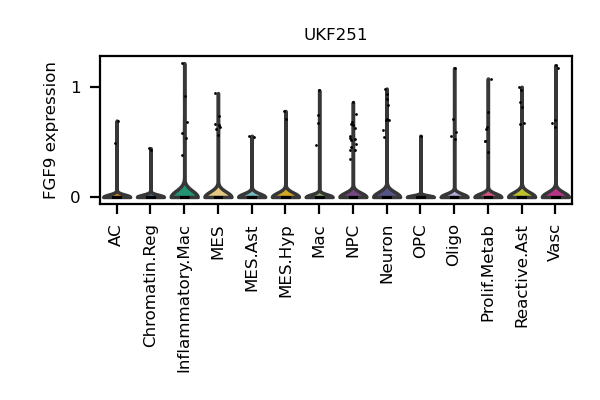 UKF251
FGF9 expression
1
0
AC
Chromatin.Reg
Inflammatory.Mac
MES
MES.Ast
MES.Hyp
Mac
NPC
Neuron
OPC
Oligo
Prolif.Metab
Reactive.Ast
Vasc